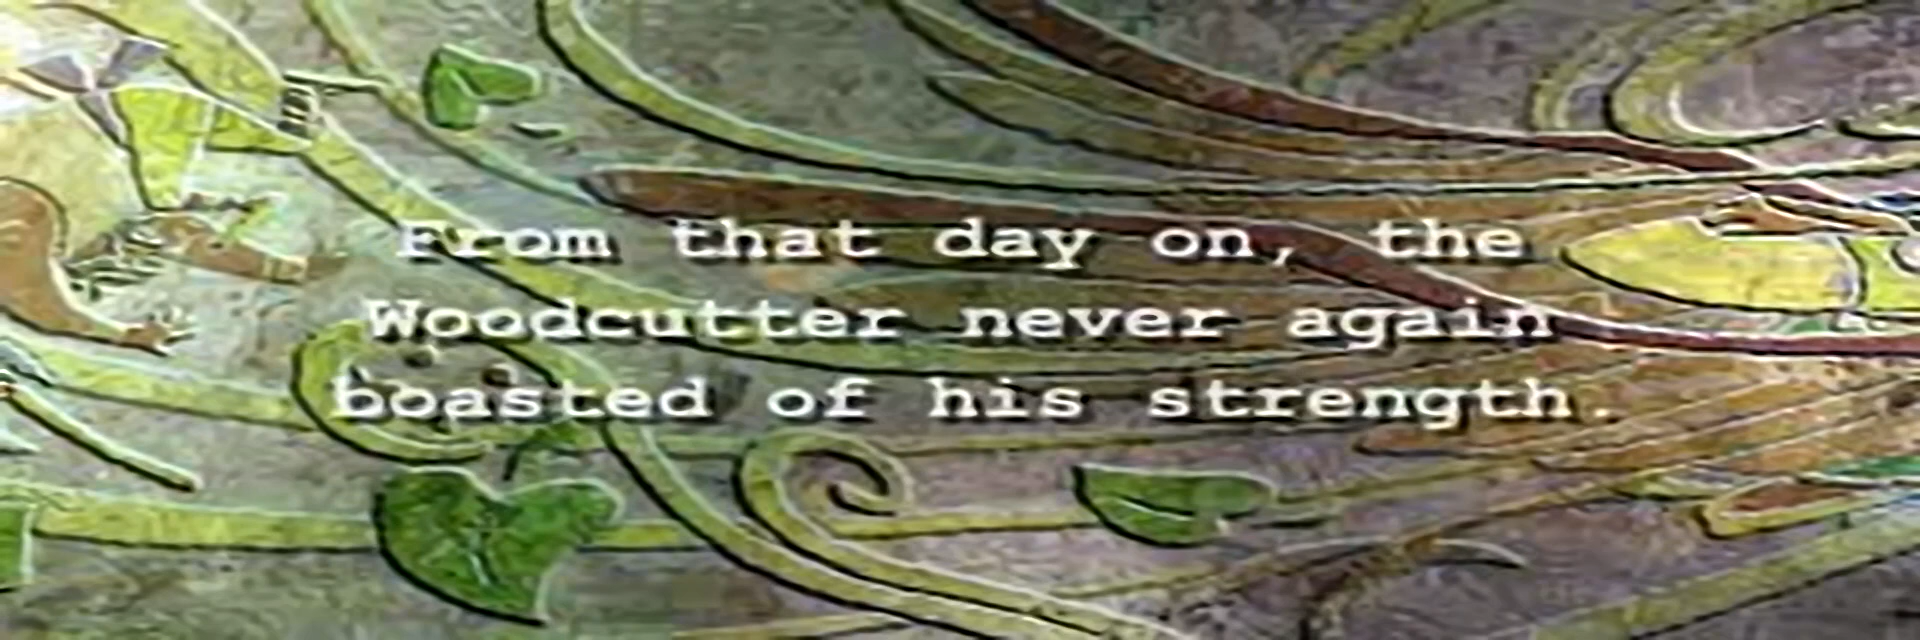 From that day on, the
Woodcutter never again
boasted of his strength.